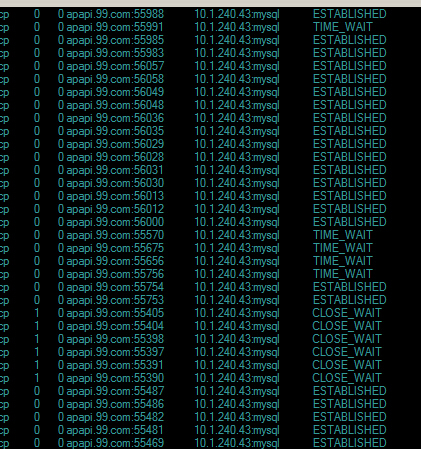 cp 0 0 apapi.99.com:55988 10.1.240.43:mysql ESTABLISHED
cp 0 0 apapi.99.com:55991 10.1.240.43:mysql TIME_WAIT
cp 0 0 apapi.99.com:55985 10.1.240.43:mysql ESTABLISHED
cp 0 0 apapi.99.com:55983 10.1.240.43:mysql ESTABLISHED
cp 0 0 apapi.99.com:56057 10.1.240.43:mysql ESTABLISHED
cp 0 0 apapi.99.com:56058 10.1.240.43:mysql ESTABLISHED
cp 0 0 apapi.99.com:56049 10.1.240.43:mysql ESTABLISHED
cp 0 0 apapi.99.com:56048 10.1.240.43:mysql ESTABLISHED
cp 0 0 apapi.99.com:56036 10.1.240.43:mysql ESTABLISHED
cp 0 0 apapi.99.com:56035 10.1.240.43:mysql ESTABLISHED
cp 0 0 apapi.99.com:56029 10.1.240.43:mysql ESTABLISHED
cp 0 0 apapi.99.com:56028 10.1.240.43:mysql ESTABLISHED
cp 0 0 apapi.99.com:56031 10.1.240.43:mysql ESTABLISHED
cp 0 0 apapi.99.com:56030 10.1.240.43:mysql ESTABLISHED
cp 0 0 apapi.99.com:56013 10.1.240.43:mysql ESTABLISHED
cp 0 0 apapi.99.com:56012 10.1.240.43:mysql ESTABLISHED
cp 0 0 apapi.99.com:56000 10.1.240.43:mysql ESTABLISHED
cp 0 0 apapi.99.com:55570 10.1.240.43:mysql TIME_WAIT
cp 0 0 apapi.99.com:55675 10.1.240.43:mysql TIME_WAIT
cp 0 0 apapi.99.com:55656 10.1.240.43:mysql TIME_WAIT
cp 0 0 apapi.99.com:55756 10.1.240.43:mysql TIME_WAIT
cp 0 0 apapi.99.com:55754 10.1.240.43:mysql ESTABLISHED
cp 0 0 apapi.99.com:55753 10.1.240.43:mysql ESTABLISHED
cp 1 0 apapi.99.com:55405 10.1.240.43:mysql CLOSE_WAIT
cp 1 0 apapi.99.com:55404 10.1.240.43:mysql CLOSE_WAIT
cp 1 0 apapi.99.com:55398 10.1.240.43:mysql CLOSE_WAIT
cp 1 0 apapi.99.com:55397 10.1.240.43:mysql CLOSE_WAIT
cp 1 0 apapi.99.com:55391 10.1.240.43:mysql CLOSE_WAIT
cp 1 0 apapi.99.com:55390 10.1.240.43:mysql CLOSE_WAIT
cp 0 0 apapi.99.com:55487 10.1.240.43:mysql ESTABLISHED
cp 0 0 apapi.99.com:55486 10.1.240.43:mysql ESTABLISHED
cp 0 0 apapi.99.com:55482 10.1.240.43:mysql ESTABLISHED
cp 0 0 apapi.99.com:55481 10.1.240.43:mysql ESTABLISHED
cp 0 0 apapi.99.com:55469 10.1.240.43:mysql ESTABLISHED